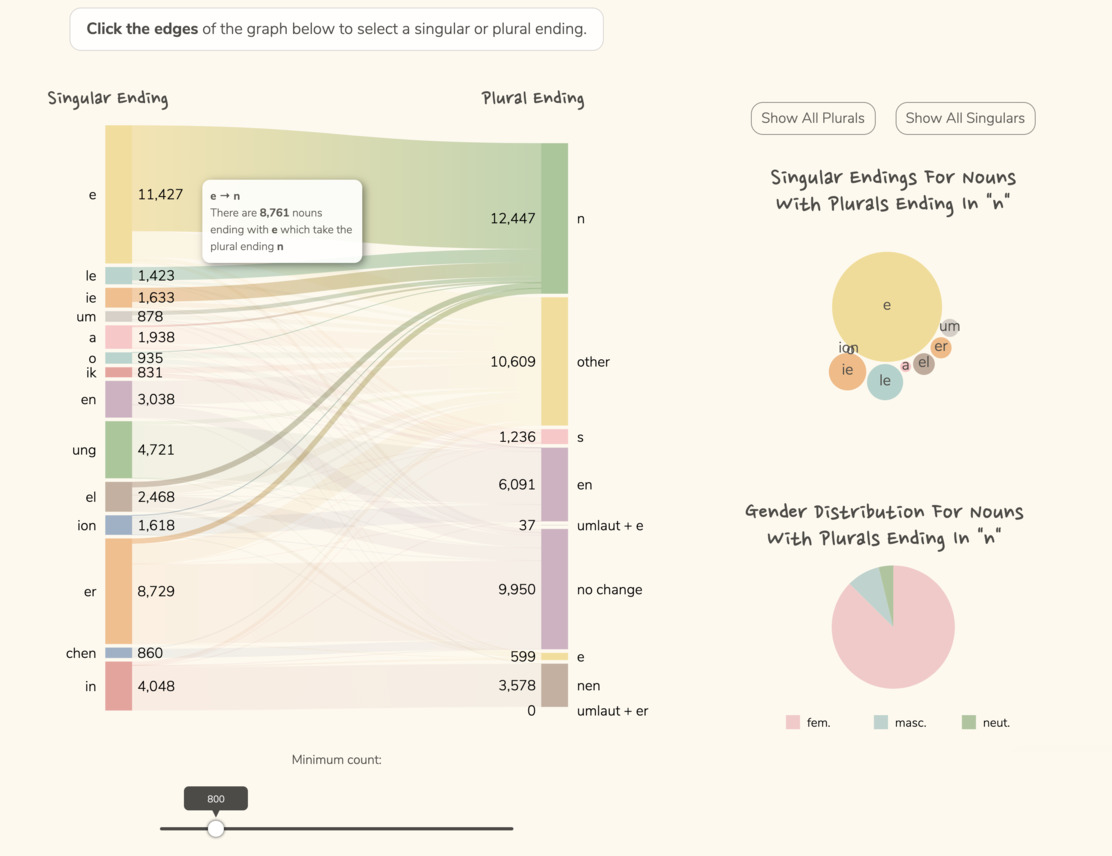 Click the edges of the graph below to select a singular or plural ending.
Singular Ending
Plural Ending
e
11,427
le
1,423
ie
1,633
um
878
a
1,938
o
935
ik
831
en
3,038
ung
4,721
el
2,468
ion
1,618
er
8,729
chen
860
in
4,048
e → n
There are 8,761 nouns
ending with e which take the
plural ending n
12,447
n
10,609
other
1,236
s
6,091
en
37
umlaut + e
9,950
no change
599
e
3,578
nen
0
umlaut + er
Minimum count:
800
Show All Plurals
Show All Singulars
Singular Endings For Nouns
With Plurals Ending In "n"
e
um
ion
o
er
ie
le
a
el
Gender Distribution For Nouns
With Plurals Ending In "n"
fem.
masc.
neut.